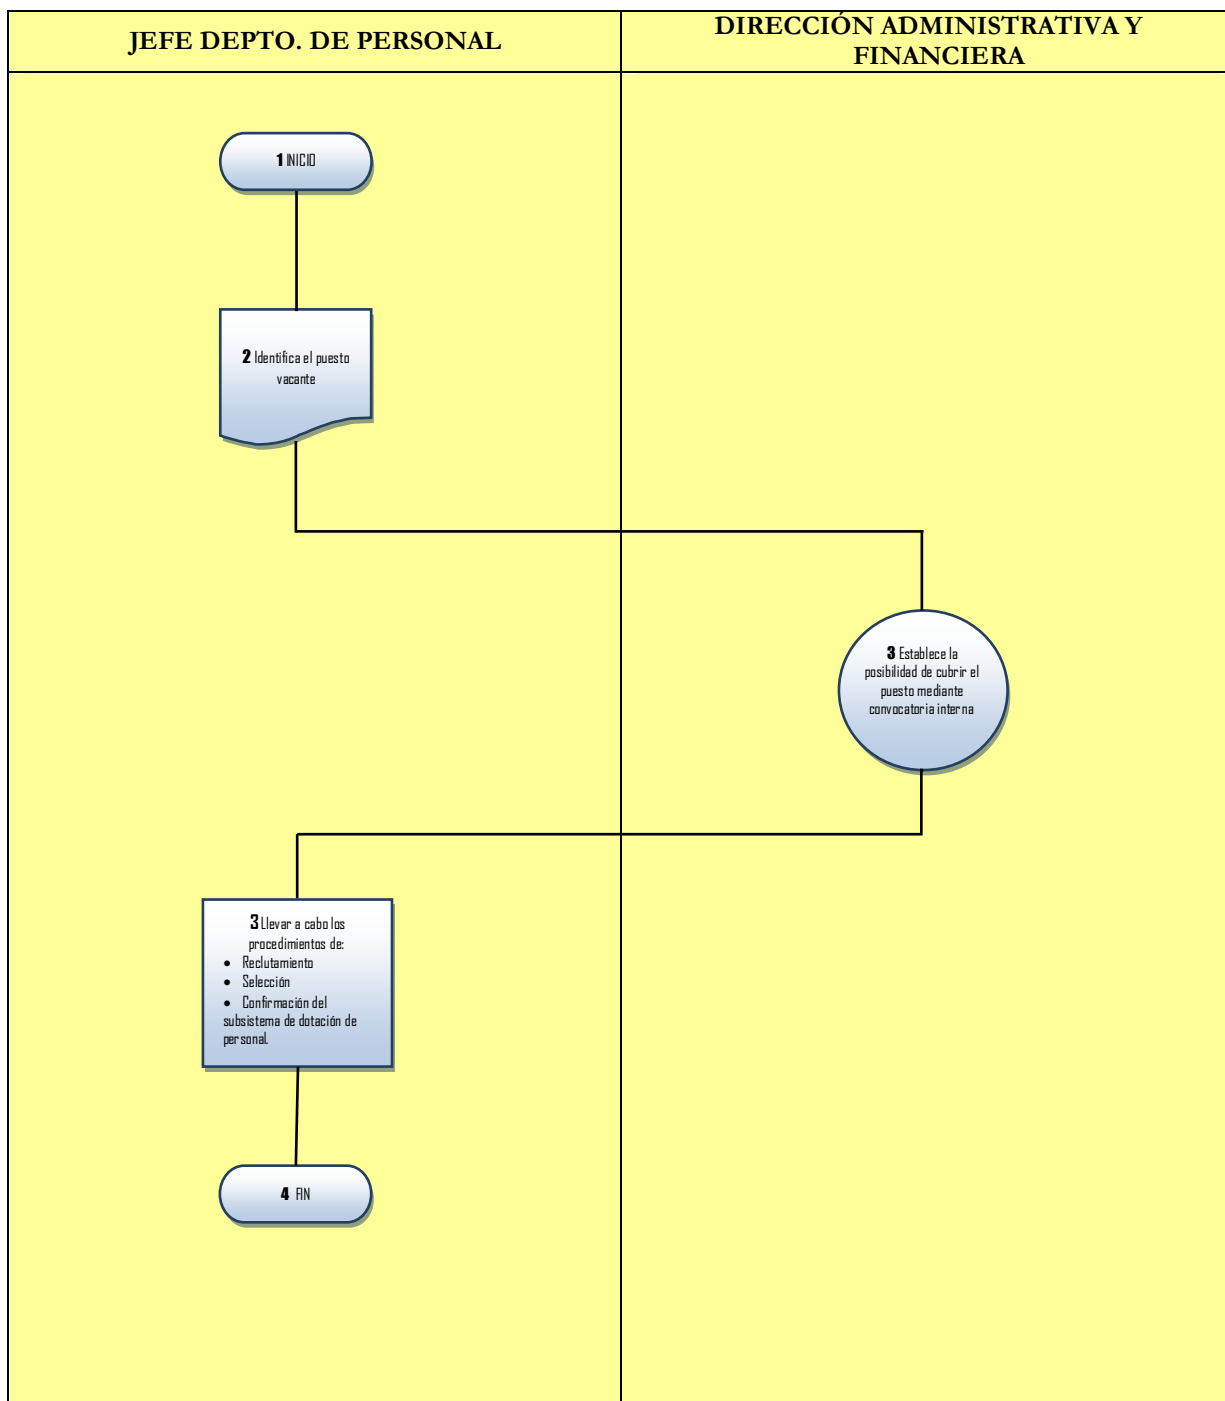 JEFE DEPTO. DE PERSONAL
DIRECCIÓN ADMINISTRATIVA Y
FINANCIERA
1 INICIO
2 Identifica el puesto
vacante
3 Establece la
posibilidad de cubrir el
puesto mediante
convocatoria interna
3 Llevar a cabo los
procedimientos de:
• Reclutamiento
• Selección
• Confirmación del
subsistema de dotación de
personal.
4 FIN